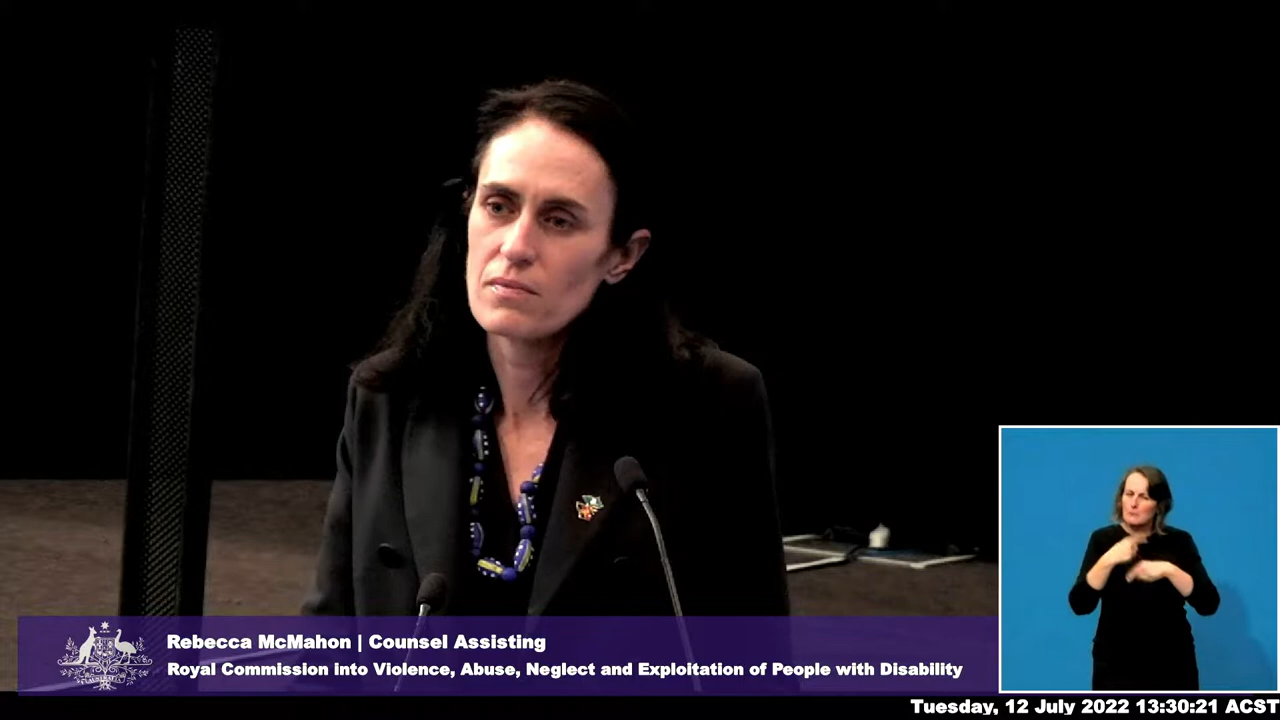 Rebecca McMahon | Counsel Assisting
Royal Commission into Violence, Abuse, Neglect and Exploitation of People with Disability
Tuesday, 12 July 2022 13:30:21 ACST